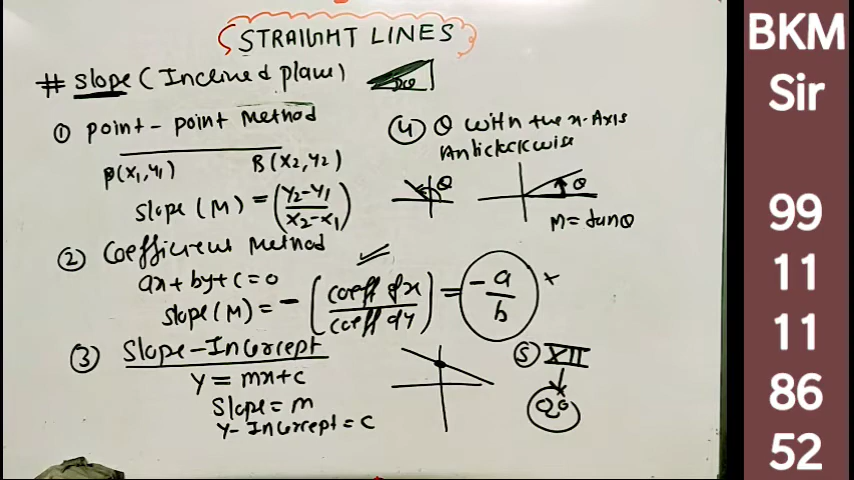 STRAIGHT LINES
# Slope (Inclined plane)
① Point-Point Method
P(x₁,y₁) B(x₂,y₂)
Slope (M) = (y₂-y₁/x₂-x₁)
② Coefficient Method
ax+by+c=0
Slope (M) = -(coeff of x/coeff of y) = -a/b
③ Slope-Intercept
y = mx+c
Slope = m
y-Intercept = c
④ θ with the x-Axis
Anticlockwise
θ
θ
M = tanθ
⑤ XII
BKM
Sir
99
11
11
86
52